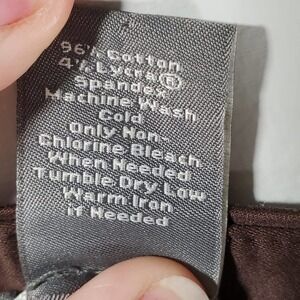 96% Cotton
4% Lycra®
Spandex
Machine Wash
Cold
Only Non-
Chlorine Bleach
When Needed
Tumble Dry Low
Warm Iron
if Needed